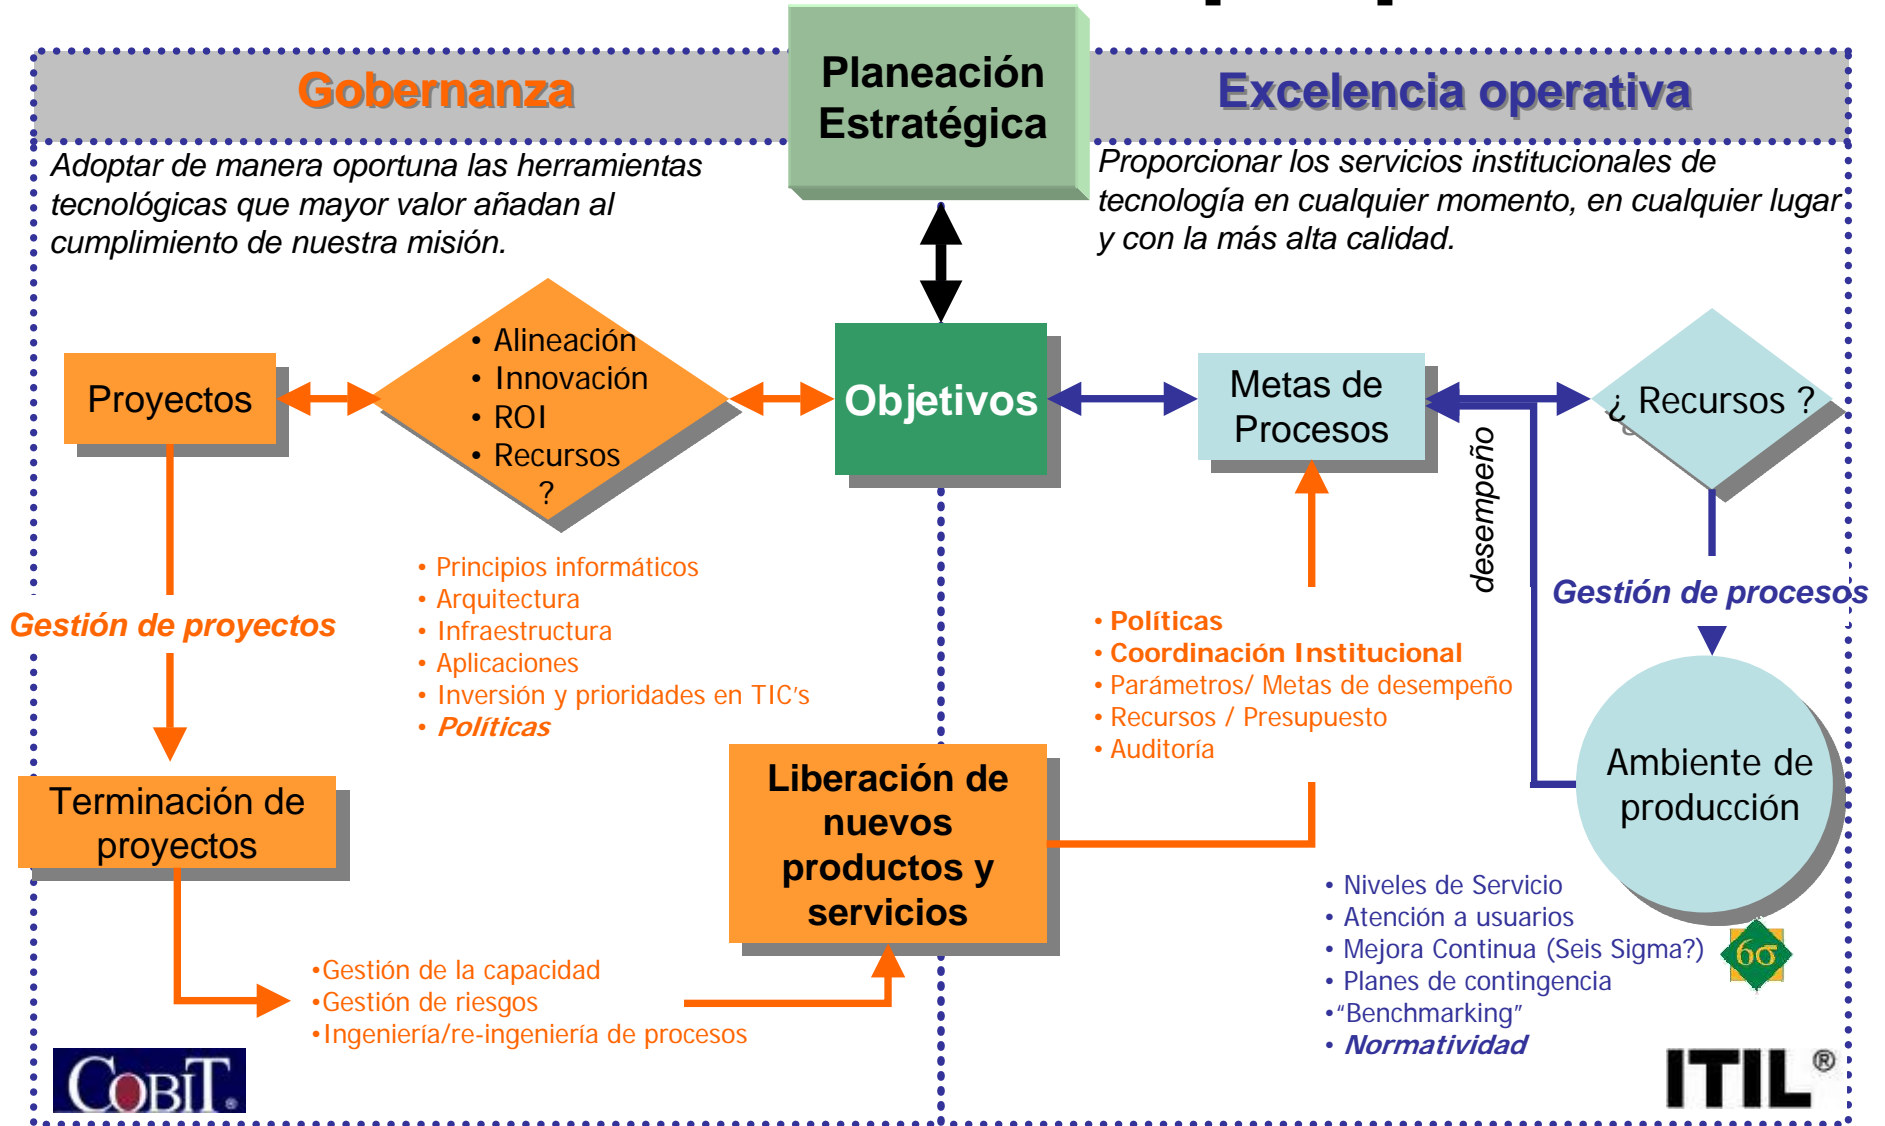 Gobernanza
Planeación
Estratégica
Excelencia operativa
Adoptar de manera oportuna las herramientas
tecnológicas que mayor valor añadan al
cumplimiento de nuestra misión.
Proporcionar los servicios institucionales de
tecnología en cualquier momento, en cualquier lugar
y con la más alta calidad.
Proyectos
• Alineación
• Innovación
• ROI
• Recursos
?
Objetivos
Metas de
Procesos
¿ Recursos ?
desempeño
Gestión de proyectos
• Principios informáticos
• Arquitectura
• Infraestructura
• Aplicaciones
• Inversión y prioridades en TIC's
• Políticas
• Políticas
• Coordinación Institucional
• Parámetros/ Metas de desempeño
• Recursos / Presupuesto
• Auditoría
Gestión de procesos
Terminación de
proyectos
Liberación de
nuevos
productos y
servicios
Ambiente de
producción
•Gestión de la capacidad
•Gestión de riesgos
•Ingeniería/re-ingeniería de procesos
• Niveles de Servicio
• Atención a usuarios
• Mejora Continua (Seis Sigma?)
• Planes de contingencia
•“Benchmarking”
• Normatividad
6σ
COBIT®
ITIL®